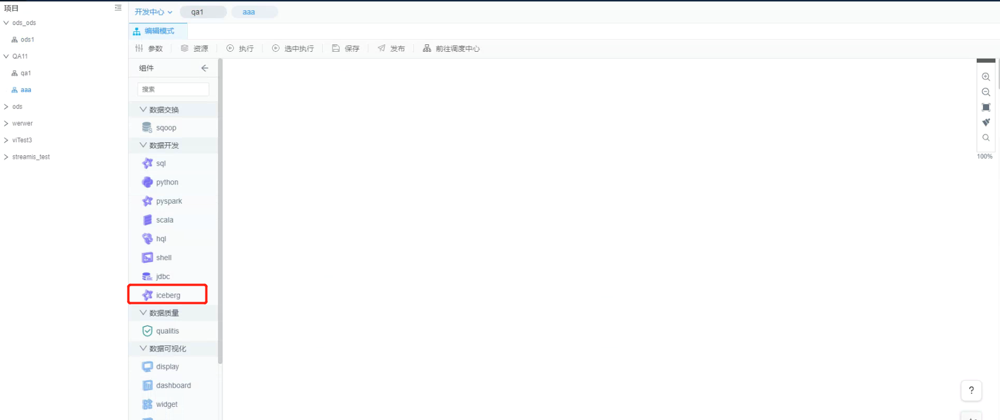 项目
ods_ods
ods1
QA11
qa1
aaa
ods
werwer
viTest3
streamis_test
开发中心
qa1
aaa
编辑模式
参数
资源
执行
选中执行
保存
发布
前往调度中心
组件
搜索
数据交换
sqoop
数据开发
sql
python
pyspark
scala
hql
shell
jdbc
iceberg
数据质量
qualitis
数据可视化
display
dashboard
widget
100%
?